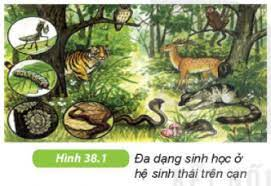 Hình 38.1
Đa dạng sinh học ở
hệ sinh thái trên cạn